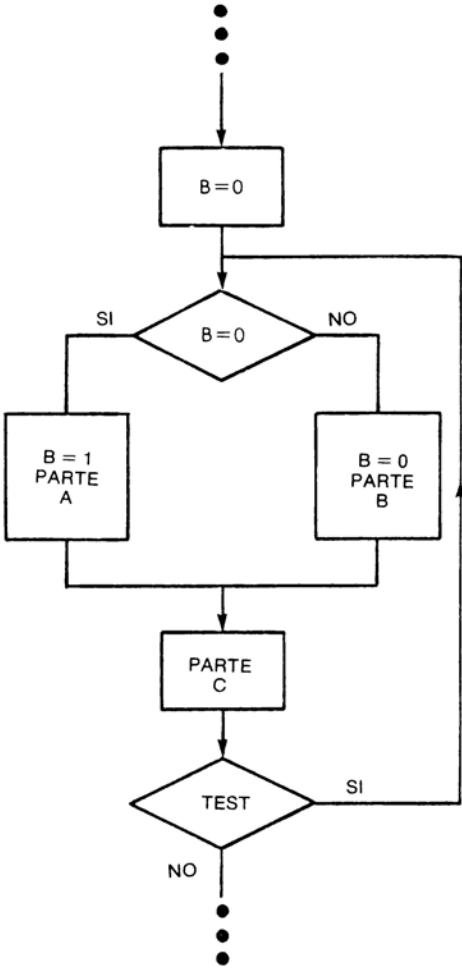 B=0
B=0
SI
NO
B = 1
PARTE
A
B = 0
PARTE
B
PARTE
C
TEST
SI
NO